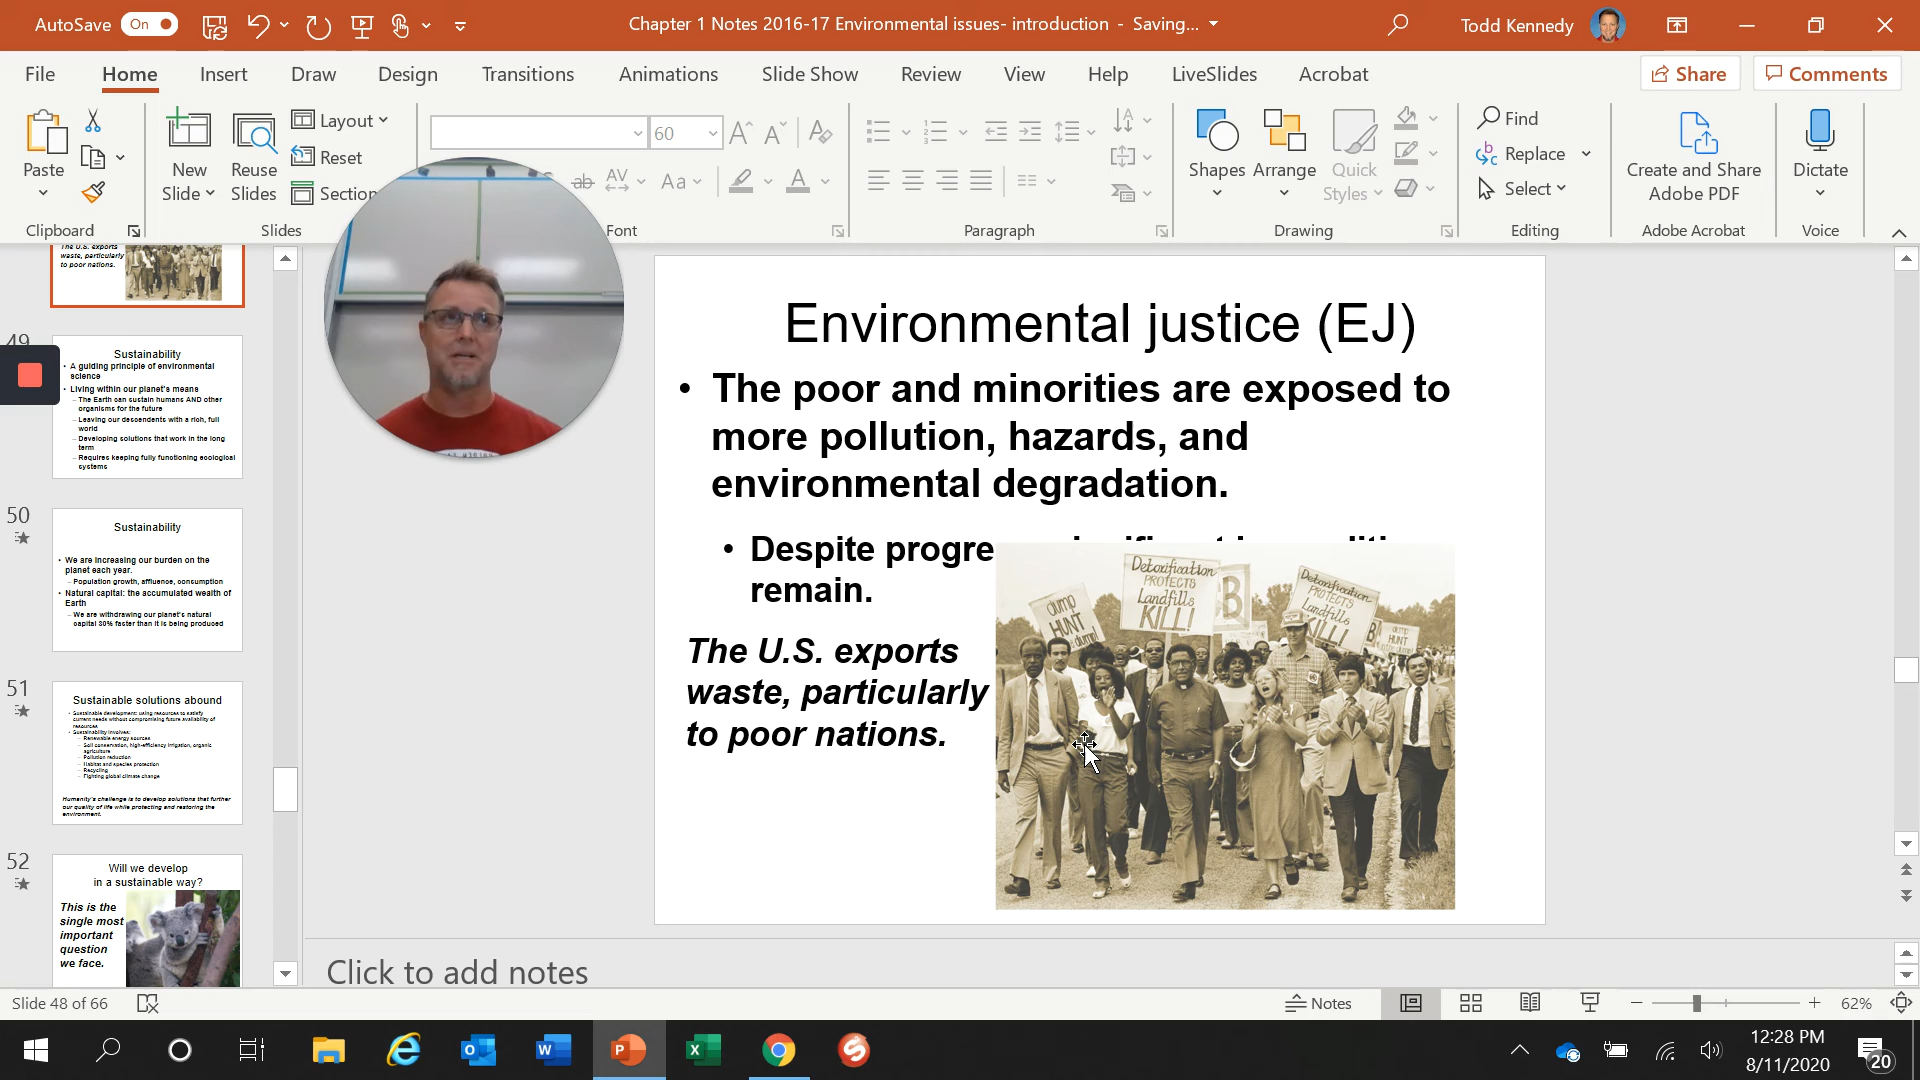 AutoSave On
Chapter 1 Notes 2016-17 Environmental issues- introduction - Saving...
Todd Kennedy
File Home Insert Draw Design Transitions Animations Slide Show Review View Help LiveSlides Acrobat
Share Comments
Paste
Clipboard
New Slide
Reuse Slides
Layout
Reset
Section
Slides
60
ab AV Aa A
Font
Paragraph
Shapes Arrange Quick Styles
Drawing
Find
Replace
Select
Editing
Create and Share Adobe PDF
Adobe Acrobat
Dictate
Voice
The U.S. exports
waste, particularly
to poor nations.
49
Sustainability
• A guiding principle of environmental
science
• Living within our planet's means
– The Earth can sustain humans AND other
organisms for the future
– Leaving our descendents with a rich, full
world
– Developing solutions that work in the long
term
– Requires keeping fully functioning ecological
systems
50
Sustainability
• We are increasing our burden on the
planet each year.
– Population growth, affluence, consumption
• Natural capital: the accumulated wealth of
Earth
– We are withdrawing our planet's natural
capital 30% faster than it is being produced
51
Sustainable solutions abound
• Sustainable development: using resources to satisfy
current needs without compromising future availability of
resources
• Sustainability involves:
– Renewable energy sources
– Soil conservation, high-efficiency irrigation, organic
agriculture
– Pollution reduction
– Habitat and species protection
– Recycling
– Fighting global climate change
Humanity's challenge is to develop solutions that further
our quality of life while protecting and restoring the
environment.
52
Will we develop
in a sustainable way?
This is the
single most
important
question
we face.
Environmental justice (EJ)
• The poor and minorities are exposed to
more pollution, hazards, and
environmental degradation.
• Despite progre
remain.
The U.S. exports
waste, particularly
to poor nations.
dump
HUNT
dump!
Detoxification
PROTECTS
Landfills
KILL!
B
Detoxification
PROTECTS
Landfills
KILL!
dump
HUNT
Click to add notes
Slide 48 of 66
Notes
62%
12:28 PM
8/11/2020
20